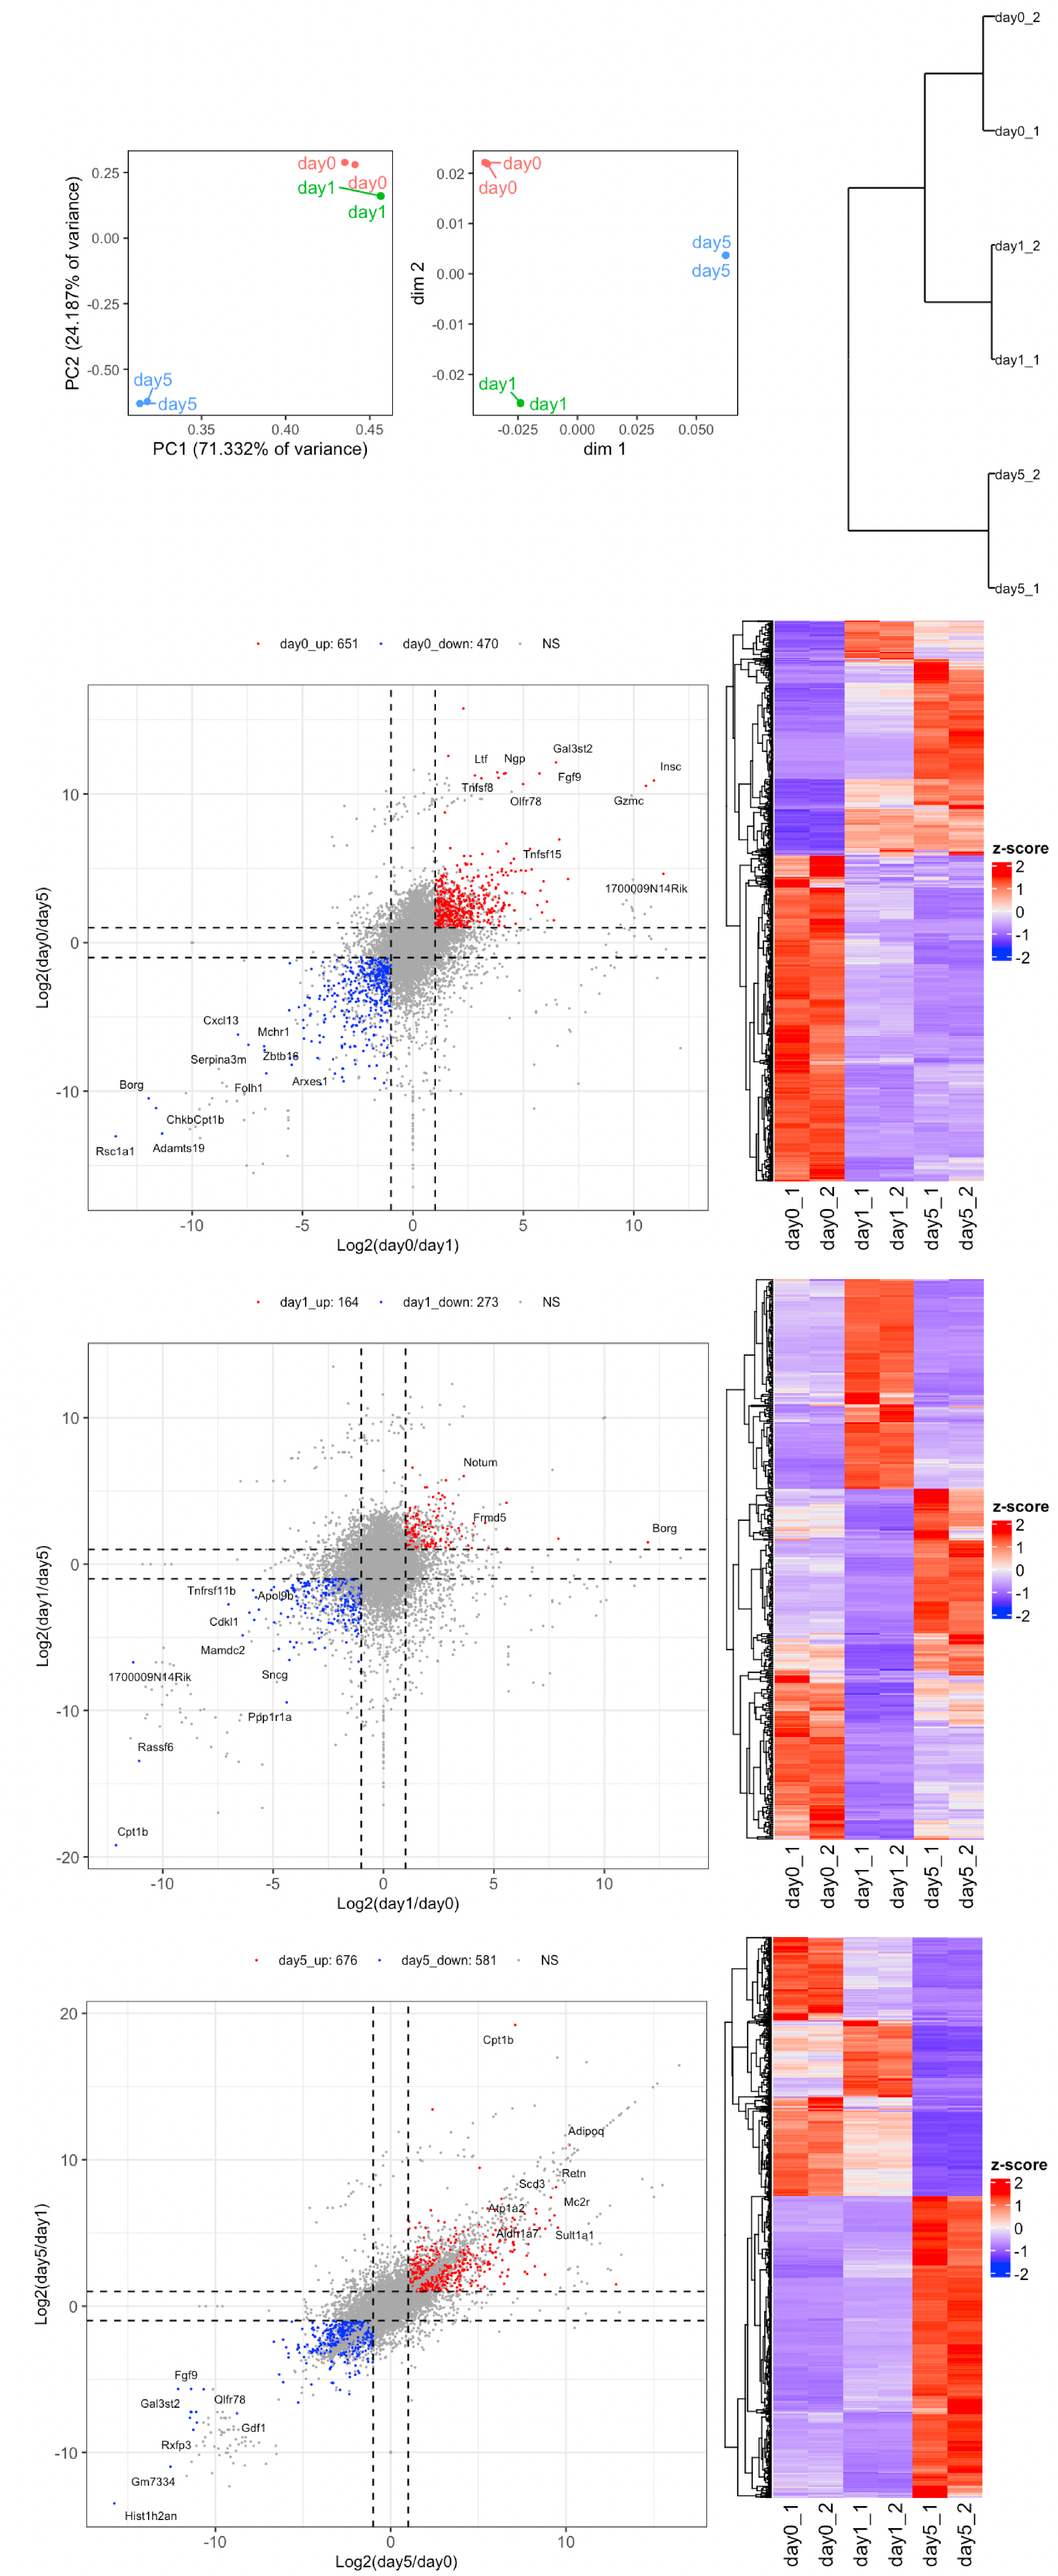 day0_2
day0_1
day1_2
day1_1
day5_2
day5_1
PC2 (24.187% of variance)
0.25
0.00
-0.25
-0.50
day0
day0
day1
day1
day5
day5
0.35 0.40 0.45
PC1 (71.332% of variance)
dim 2
0.02
0.01
0.00
-0.01
-0.02
day0
day0
day5
day5
day1
day1
-0.025 0.000 0.025 0.050
dim 1
day0_up: 651 day0_down: 470 NS
Log2(day0/day5)
10
0
-10
Ltf Ngp Gal3st2
Insc
Tnfsf8 Fgf9
Olfr78 Gzmc
Tnfsf15
1700009N14Rik
Cxcl13
Mchr1
Serpina3m Zbtb16
Borg Folh1 Arxes1
ChkbCpt1b
Rsc1a1 Adamts19
-10 -5 0 5 10
Log2(day0/day1)
z-score
2
1
0
-1
-2
day0_1 day0_2 day1_1 day1_2 day5_1 day5_2
day1_up: 164 day1_down: 273 NS
Log2(day1/day5)
10
0
-10
-20
Notum
Frmd5
Borg
Tnfrsf11b Apol9b
Cdkl1
Mamdc2
1700009N14Rik Sncg
Ppp1r1a
Rassf6
Cpt1b
-10 -5 0 5 10
Log2(day1/day0)
z-score
2
1
0
-1
-2
day0_1 day0_2 day1_1 day1_2 day5_1 day5_2
day5_up: 676 day5_down: 581 NS
Log2(day5/day1)
20
10
0
-10
Cpt1b
Adipoq
Retn
Scd3
Mc2r
Atp1a2
Aldh1a7 Sult1a1
Fgf9
Gal3st2 Olfr78
Gdf1
Rxfp3
Gm7334
Hist1h2an
-10 0 10
Log2(day5/day0)
z-score
2
1
0
-1
-2
day0_1 day0_2 day1_1 day1_2 day5_1 day5_2